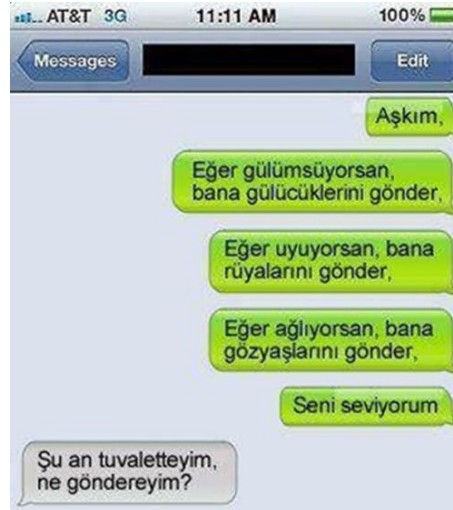 AT&T 3G 11:11 AM 100%
Messages Edit
Aşkım,
Eğer gülümsüyorsan,
bana gülücüklerini gönder,
Eğer uyuyorsan, bana
rüyalarını gönder,
Eğer ağlıyorsan, bana
gözyaşlarını gönder,
Seni seviyorum
Şu an tuvaletteyim,
ne göndereyim?